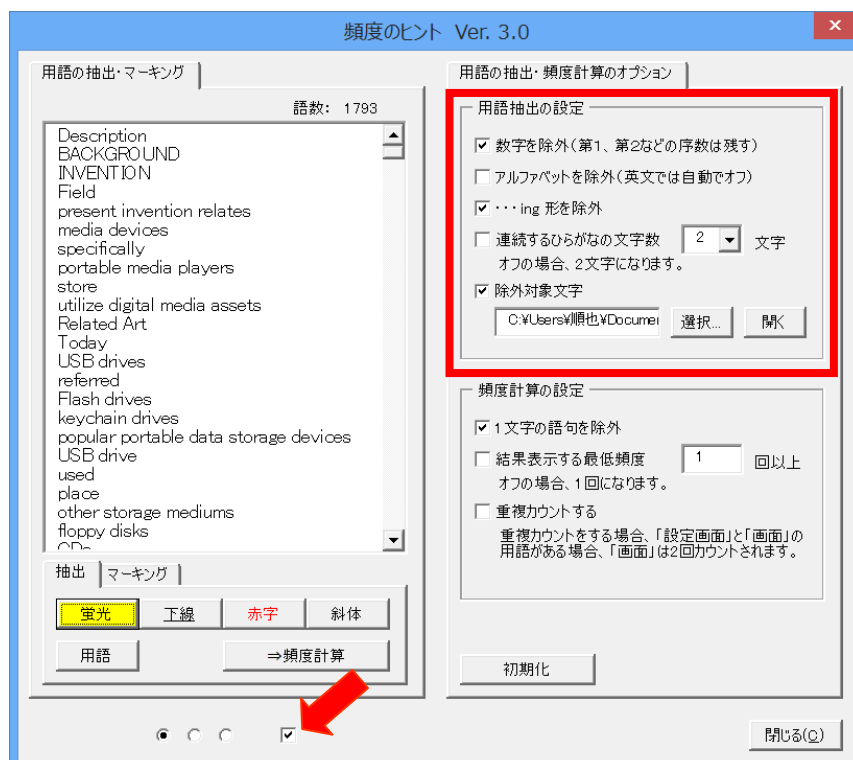 頻度のヒント Ver. 3.0
用語の抽出・マーキング
語数: 1793
Description
BACKGROUND
INVENTION
Field
present invention relates
media devices
specifically
portable media players
store
utilize digital media assets
Related Art
Today
USB drives
referred
Flash drives
keychain drives
popular portable data storage devices
USB drive
used
place
other storage mediums
floppy disks
CDs
抽出
マーキング
蛍光
下線
赤字
斜体
用語
⇒頻度計算
用語の抽出・頻度計算のオプション
用語抽出の設定
数字を除外(第1、第2などの序数は残す)
アルファベットを除外(英文では自動でオフ)
・・・ing 形を除外
連続するひらがなの文字数 2 文字
オフの場合、2文字になります。
除外対象文字
C:¥Users¥順也¥Documei
選択...
開く
頻度計算の設定
1文字の語句を除外
結果表示する最低頻度 1 回以上
オフの場合、1回になります。
重複カウントする
重複カウントをする場合、「設定画面」と「画面」の
用語がある場合、「画面」は2回カウントされます。
初期化
閉じる(C)